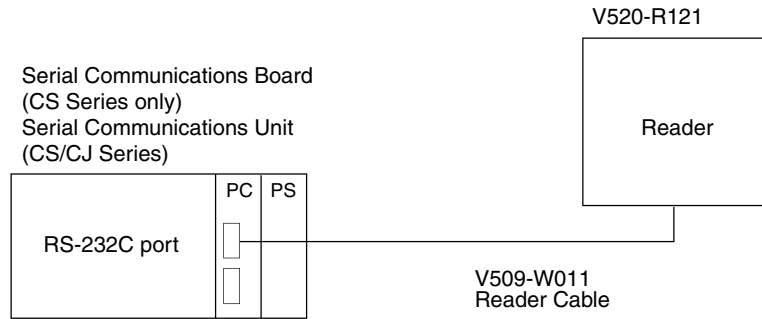 V520-R121
Serial Communications Board
(CS Series only)
Serial Communications Unit
(CS/CJ Series)
Reader
PC PS
RS-232C port
V509-W011
Reader Cable